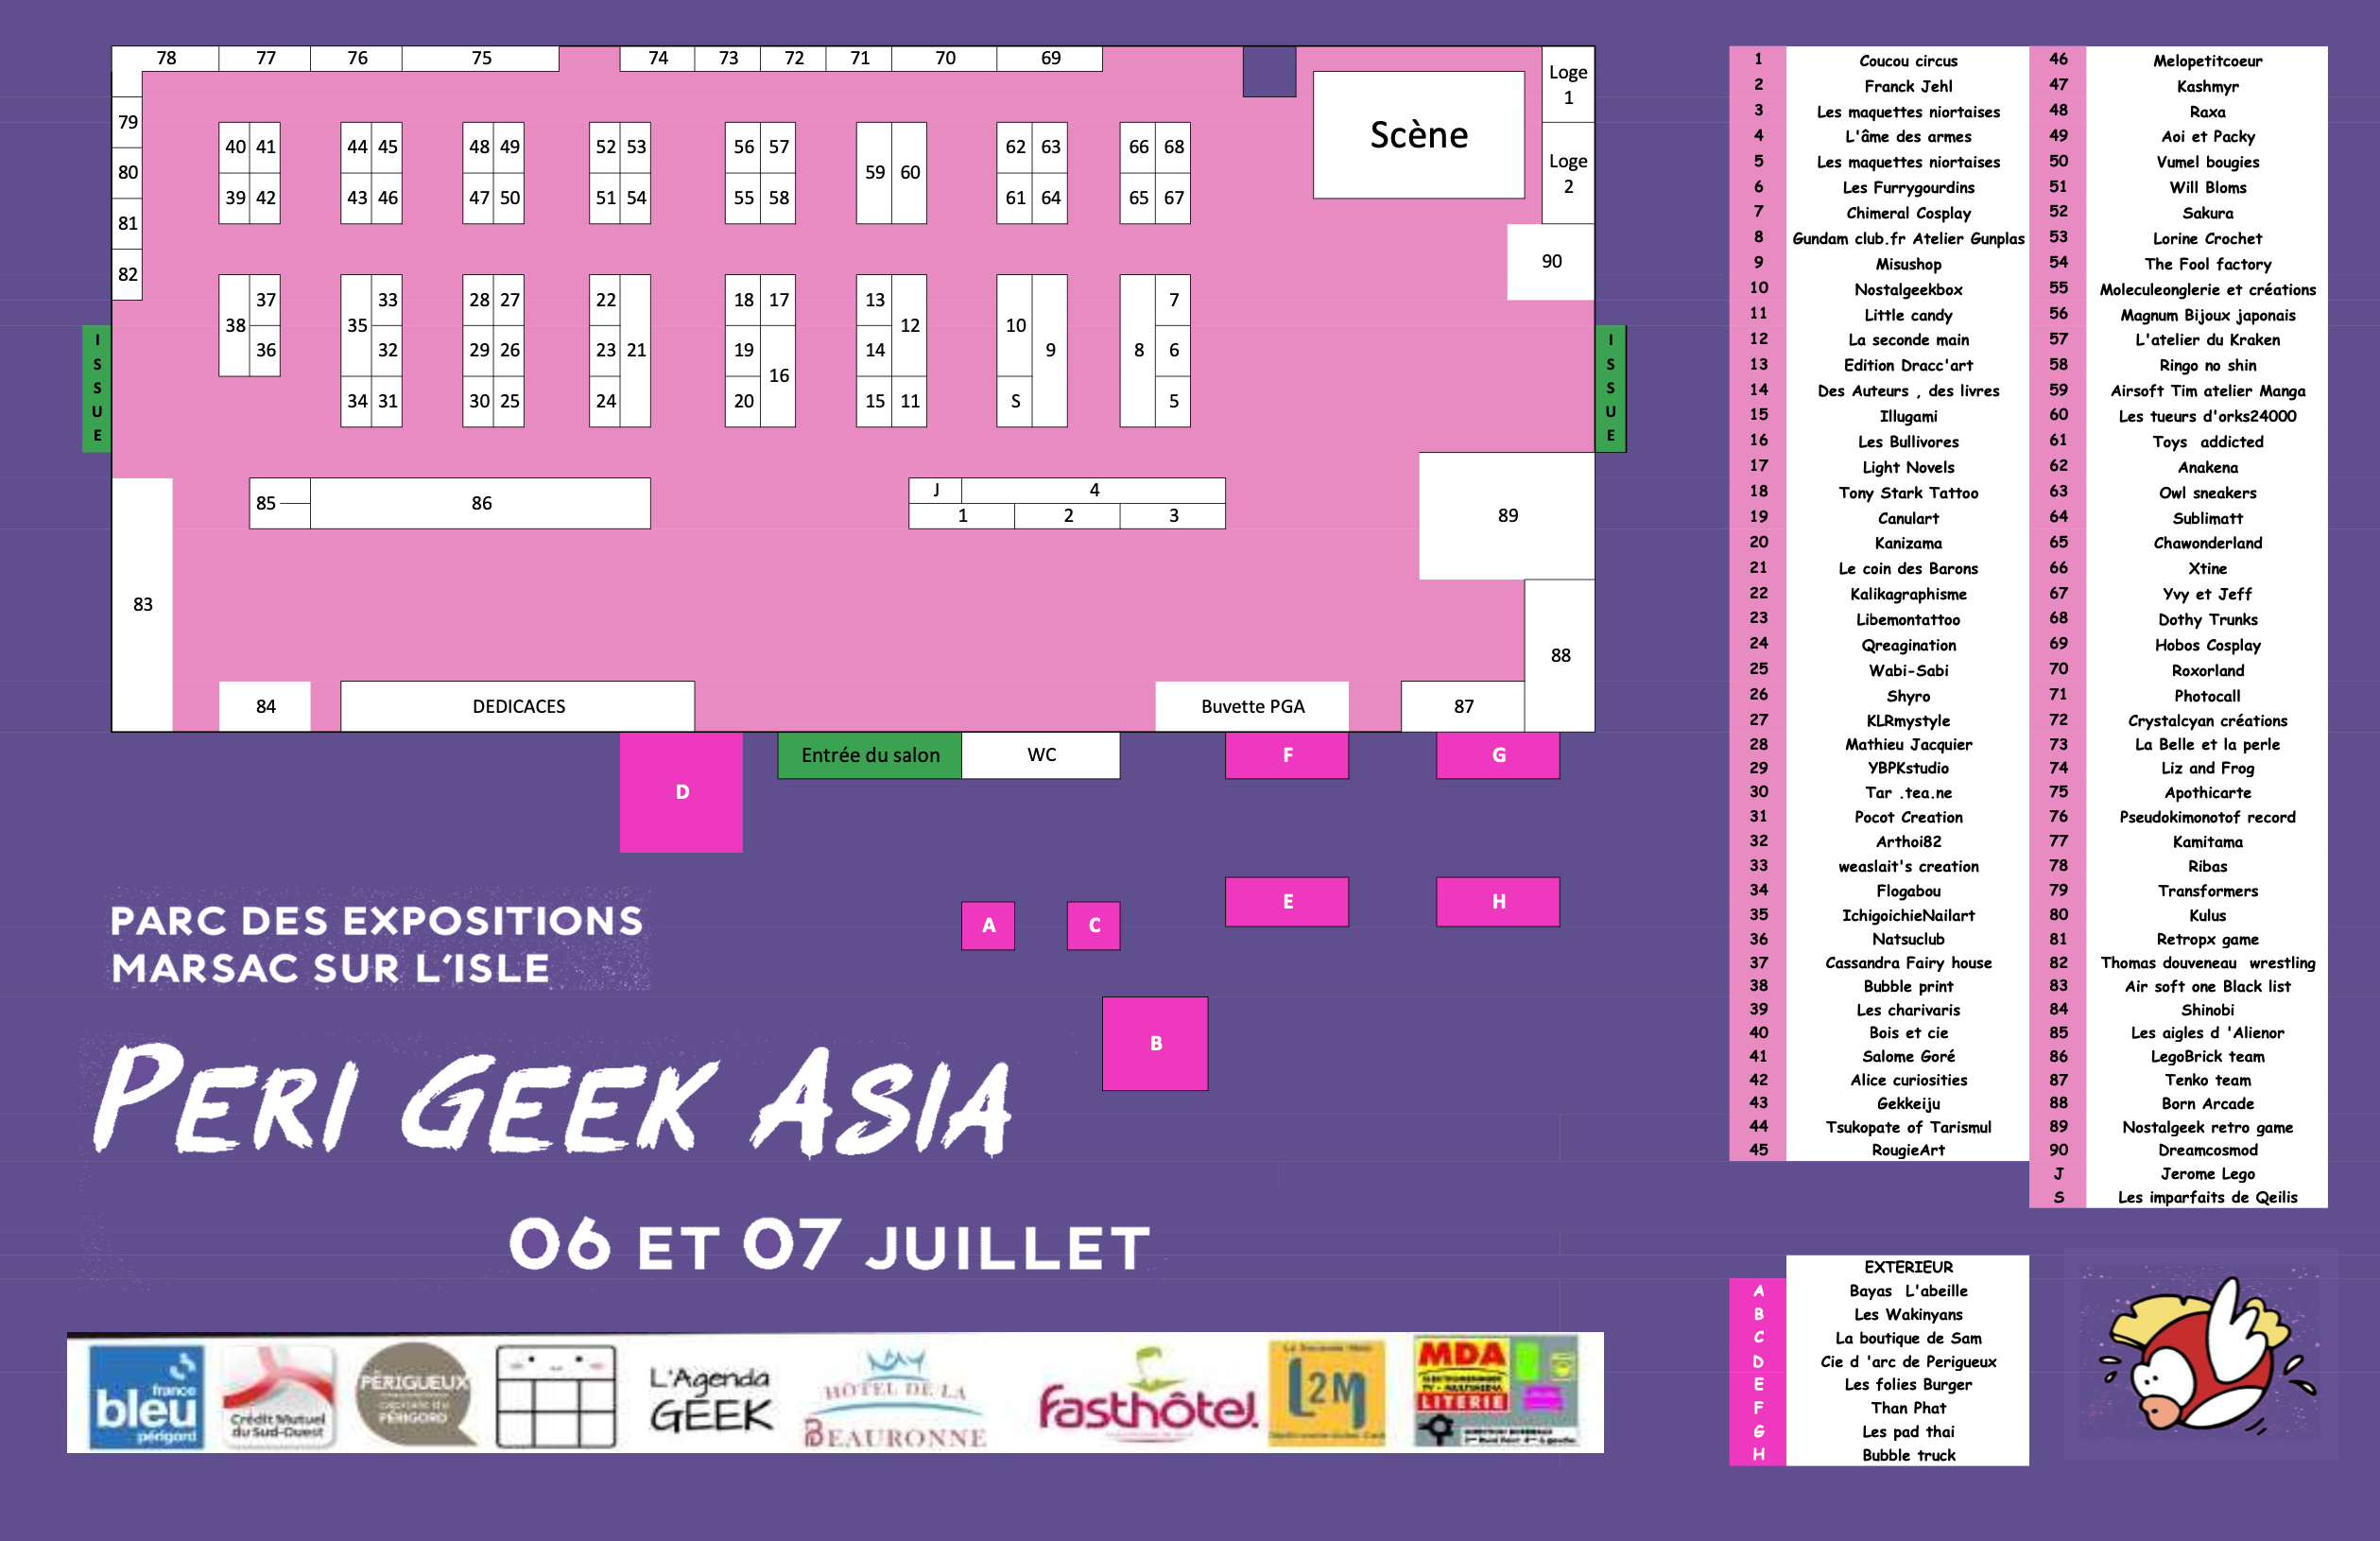 78 77 76 75 74 73 72 71 70 69
Loge
1
Scène
79
40 41 44 45 48 49 52 53 56 57 62 63 66 68
Loge
2
80
59 60
39 42 43 46 47 50 51 54 55 58 61 64 65 67
81
90
82
37 33 28 27 22 18 17 13 7
38 35 12 10
ISSUE
36 32 29 26 23 21 19 14 9 8 6
ISSUE
16
34 31 30 25 24 20 15 11 S 5
J 4
85 86
1 2 3
89
83
88
84 DEDICACES Buvette PGA 87
Entrée du salon WC F G
D
E H
A C
B
PARC DES EXPOSITIONS
MARSAC SUR L'ISLE
PERI GEEK ASIA
06 ET 07 JUILLET
france
bleu
périgord
Crédit Mutuel
du Sud-Ouest
PÉRIGUEUX
PÉRIGORD
L'Agenda
GEEK
HÔTEL DE LA
BEAURONNE
fasthôtel
L2M
MDA
LITERIE
1 Coucou circus
2 Franck Jehl
3 Les maquettes niortaises
4 L'âme des armes
5 Les maquettes niortaises
6 Les Furrygourdins
7 Chimeral Cosplay
8 Gundam club.fr Atelier Gunplas
9 Misushop
10 Nostalgeekbox
11 Little candy
12 La seconde main
13 Edition Dracc'art
14 Des Auteurs , des livres
15 Illugami
16 Les Bullivores
17 Light Novels
18 Tony Stark Tattoo
19 Canulart
20 Kanizama
21 Le coin des Barons
22 Kalikagraphisme
23 Libemontattoo
24 Qreagination
25 Wabi-Sabi
26 Shyro
27 KLRmystyle
28 Mathieu Jacquier
29 YBPKstudio
30 Tar .tea.ne
31 Pocot Creation
32 Arthoi82
33 weaslait's creation
34 Flogabou
35 IchigoichieNailart
36 Natsuclub
37 Cassandra Fairy house
38 Bubble print
39 Les charivaris
40 Bois et cie
41 Salome Goré
42 Alice curiosities
43 Gekkeiju
44 Tsukopate of Tarismul
45 RougieArt
46 Melopetitcoeur
47 Kashmyr
48 Raxa
49 Aoi et Packy
50 Vumel bougies
51 Will Bloms
52 Sakura
53 Lorine Crochet
54 The Fool factory
55 Moleculeonglerie et créations
56 Magnum Bijoux japonais
57 L'atelier du Kraken
58 Ringo no shin
59 Airsoft Tim atelier Manga
60 Les tueurs d'orks24000
61 Toys addicted
62 Anakena
63 Owl sneakers
64 Sublimatt
65 Chawonderland
66 Xtine
67 Yvy et Jeff
68 Dothy Trunks
69 Hobos Cosplay
70 Roxorland
71 Photocall
72 Crystalcyan créations
73 La Belle et la perle
74 Liz and Frog
75 Apothicarte
76 Pseudokimonotof record
77 Kamitama
78 Ribas
79 Transformers
80 Kulus
81 Retropx game
82 Thomas douveneau wrestling
83 Air soft one Black list
84 Shinobi
85 Les aigles d 'Alienor
86 LegoBrick team
87 Tenko team
88 Born Arcade
89 Nostalgeek retro game
90 Dreamcosmod
J Jerome Lego
S Les imparfaits de Qeilis
EXTERIEUR
A Bayas L'abeille
B Les Wakinyans
C La boutique de Sam
D Cie d 'arc de Perigueux
E Les folies Burger
F Than Phat
G Les pad thai
H Bubble truck